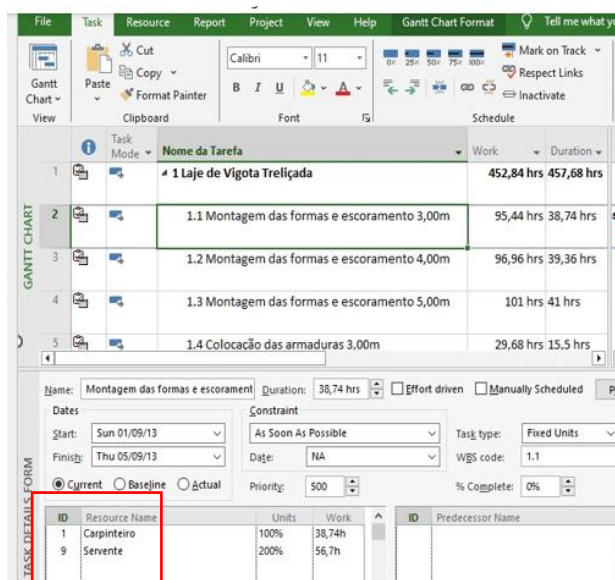 File Task Resource Report Project View Help Gantt Chart Format Tell me what yo
Gantt Chart
View
Paste
Cut
Copy
Format Painter
Clipboard
Calibri 11
B I U A
Font
0× 25× 50× 75× 100×
Mark on Track
Respect Links
Inactivate
Schedule
Task Mode Nome da Tarefa Work Duration
1 1 Laje de Vigota Treliçada 452,84 hrs 457,68 hrs
2 1.1 Montagem das formas e escoramento 3,00m 95,44 hrs 38,74 hrs
3 1.2 Montagem das formas e escoramento 4,00m 96,96 hrs 39,36 hrs
4 1.3 Montagem das formas e escoramento 5,00m 101 hrs 41 hrs
5 1.4 Colocação das armaduras 3,00m 29,68 hrs 15,5 hrs
GANTT CHART
Name: Montagem das formas e escorament Duration: 38,74 hrs Effort driven Manually Scheduled P
Dates Constraint
Start: Sun 01/09/13 As Soon As Possible Task type: Fixed Units
Finish: Thu 05/09/13 Date: NA WBS code: 1.1
Current Baseline Actual Priority: 500 % Complete: 0%
ID Resource Name Units Work ID Predecessor Name
1 Carpinteiro 100% 38,74h
9 Servente 200% 56,7h
TASK DETAILS FORM